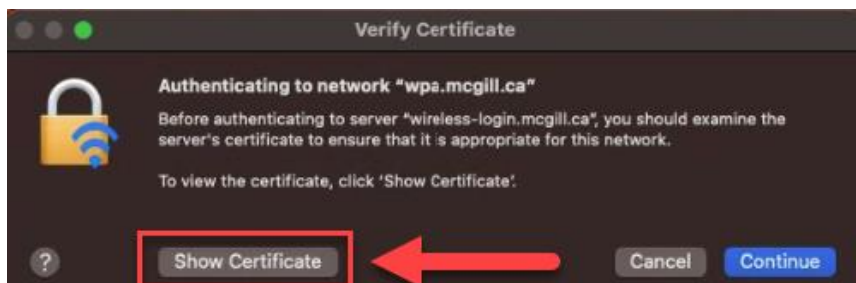 Verify Certificate
Authenticating to network "wpa.mcgill.ca"
Before authenticating to server "wireless-login.mcgill.ca", you should examine the
server's certificate to ensure that it is appropriate for this network.
To view the certificate, click 'Show Certificate'.
? Show Certificate Cancel Continue